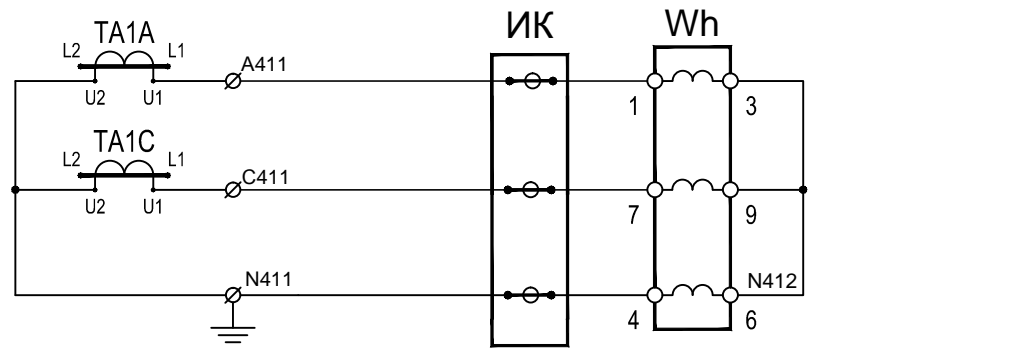 ИК Wh
TA1A
L2 L1
A411
U2 U1
1 3
TA1C
L2 L1
C411
U2 U1
7 9
N411
N412
4 6